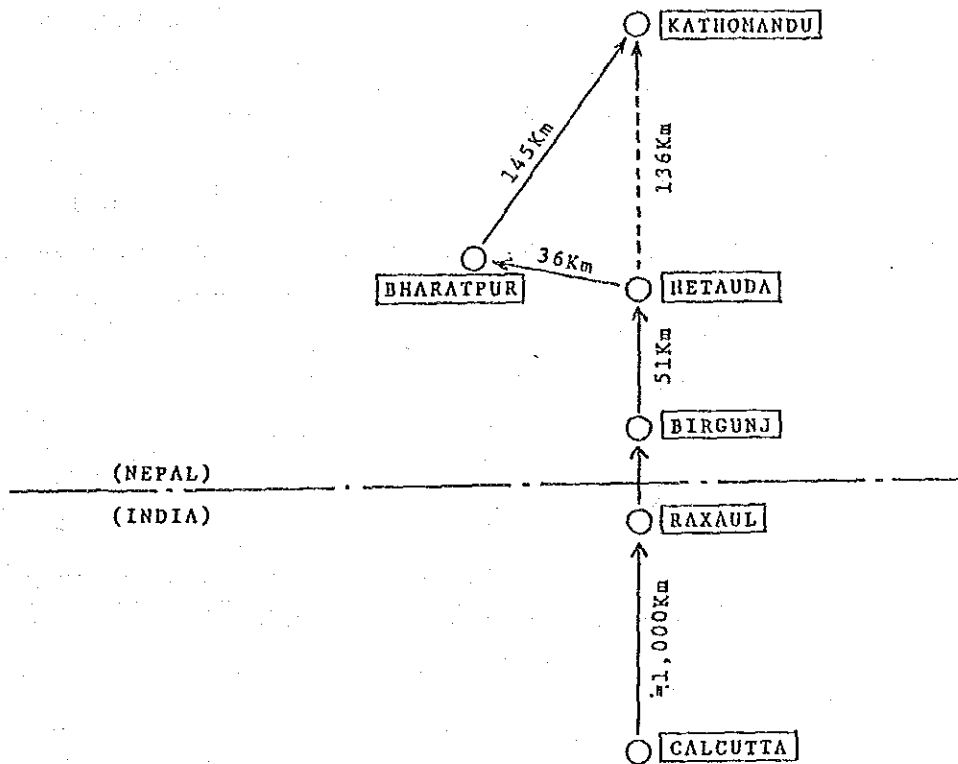 KATHOMANDU
145Km
136Km
36Km
BHARATPUR
HETAUDA
51Km
BIRGUNJ
(NEPAL)
(INDIA)
RAXAUL
≒1,000Km
CALCUTTA